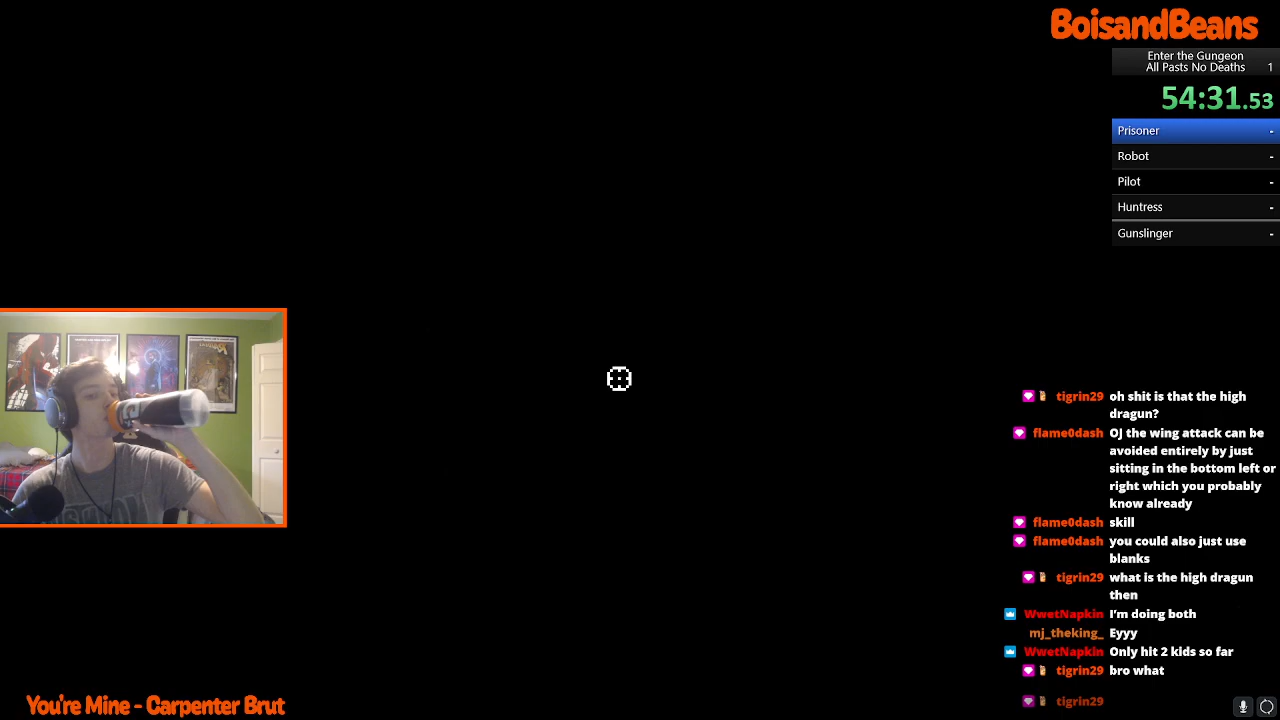 BoisandBeans
Enter the Gungeon
All Pasts No Deaths 1
54:31.53
Prisoner -
Robot -
Pilot -
Huntress -
Gunslinger -
tigrin29 oh shit is that the high
dragun?
flame0dash OJ the wing attack can be
avoided entirely by just
sitting in the bottom left or
right which you probably
know already
flame0dash skill
flame0dash you could also just use
blanks
tigrin29 what is the high dragun
then
WwetNapkin I'm doing both
mj_theking_ Eyyy
WwetNapkin Only hit 2 kids so far
tigrin29 bro what
tigrin29
You're Mine - Carpenter Brut